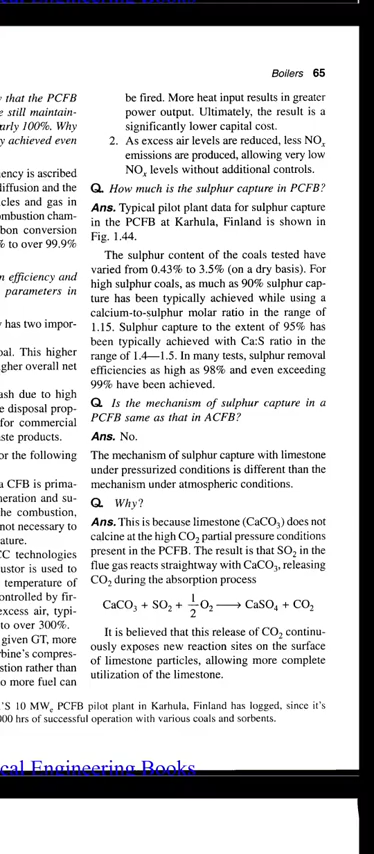 Boilers 65
y that the PCFB
e still maintain-
arly 100%. Why
y achieved even
iency is ascribed
diffusion and the
cles and gas in
ombustion cham-
rbon conversion
% to over 99.9%
n efficiency and
parameters in
y has two impor-
oal. This higher
igher overall net
ash due to high
e disposal prop-
for commercial
aste products.
or the following
a CFB is prima-
neration and su-
he combustion,
not necessary to
ature.
CC technologies
bustor is used to
temperature of
controlled by fir-
excess air, typi-
to over 300%.
given GT, more
rbine's compres-
stion rather than
o more fuel can
be fired. More heat input results in greater
power output. Ultimately, the result is a
significantly lower capital cost.
2. As excess air levels are reduced, less NOx
emissions are produced, allowing very low
NOx levels without additional controls.
Q. How much is the sulphur capture in PCFB?
Ans. Typical pilot plant data for sulphur capture
in the PCFB at Karhula, Finland is shown in
Fig. 1.44.
The sulphur content of the coals tested have
varied from 0.43% to 3.5% (on a dry basis). For
high sulphur coals, as much as 90% sulphur cap-
ture has been typically achieved while using a
calcium-to-sulphur molar ratio in the range of
1.15. Sulphur capture to the extent of 95% has
been typically achieved with Ca:S ratio in the
range of 1.4—1.5. In many tests, sulphur removal
efficiencies as high as 98% and even exceeding
99% have been achieved.
Q. Is the mechanism of sulphur capture in a
PCFB same as that in ACFB?
Ans. No.
The mechanism of sulphur capture with limestone
under pressurized conditions is different than the
mechanism under atmospheric conditions.
Q. Why?
Ans. This is because limestone (CaCO3) does not
calcine at the high CO2 partial pressure conditions
present in the PCFB. The result is that SO2 in the
flue gas reacts straightway with CaCO3, releasing
CO2 during the absorption process
CaCO3 + SO2 + 1/2 O2 ⟶ CaSO4 + CO2
It is believed that this release of CO2 continu-
ously exposes new reaction sites on the surface
of limestone particles, allowing more complete
utilization of the limestone.
'S 10 MWe PCFB pilot plant in Karhula, Finland has logged, since it's
000 hrs of successful operation with various coals and sorbents.
cal Engineering Books